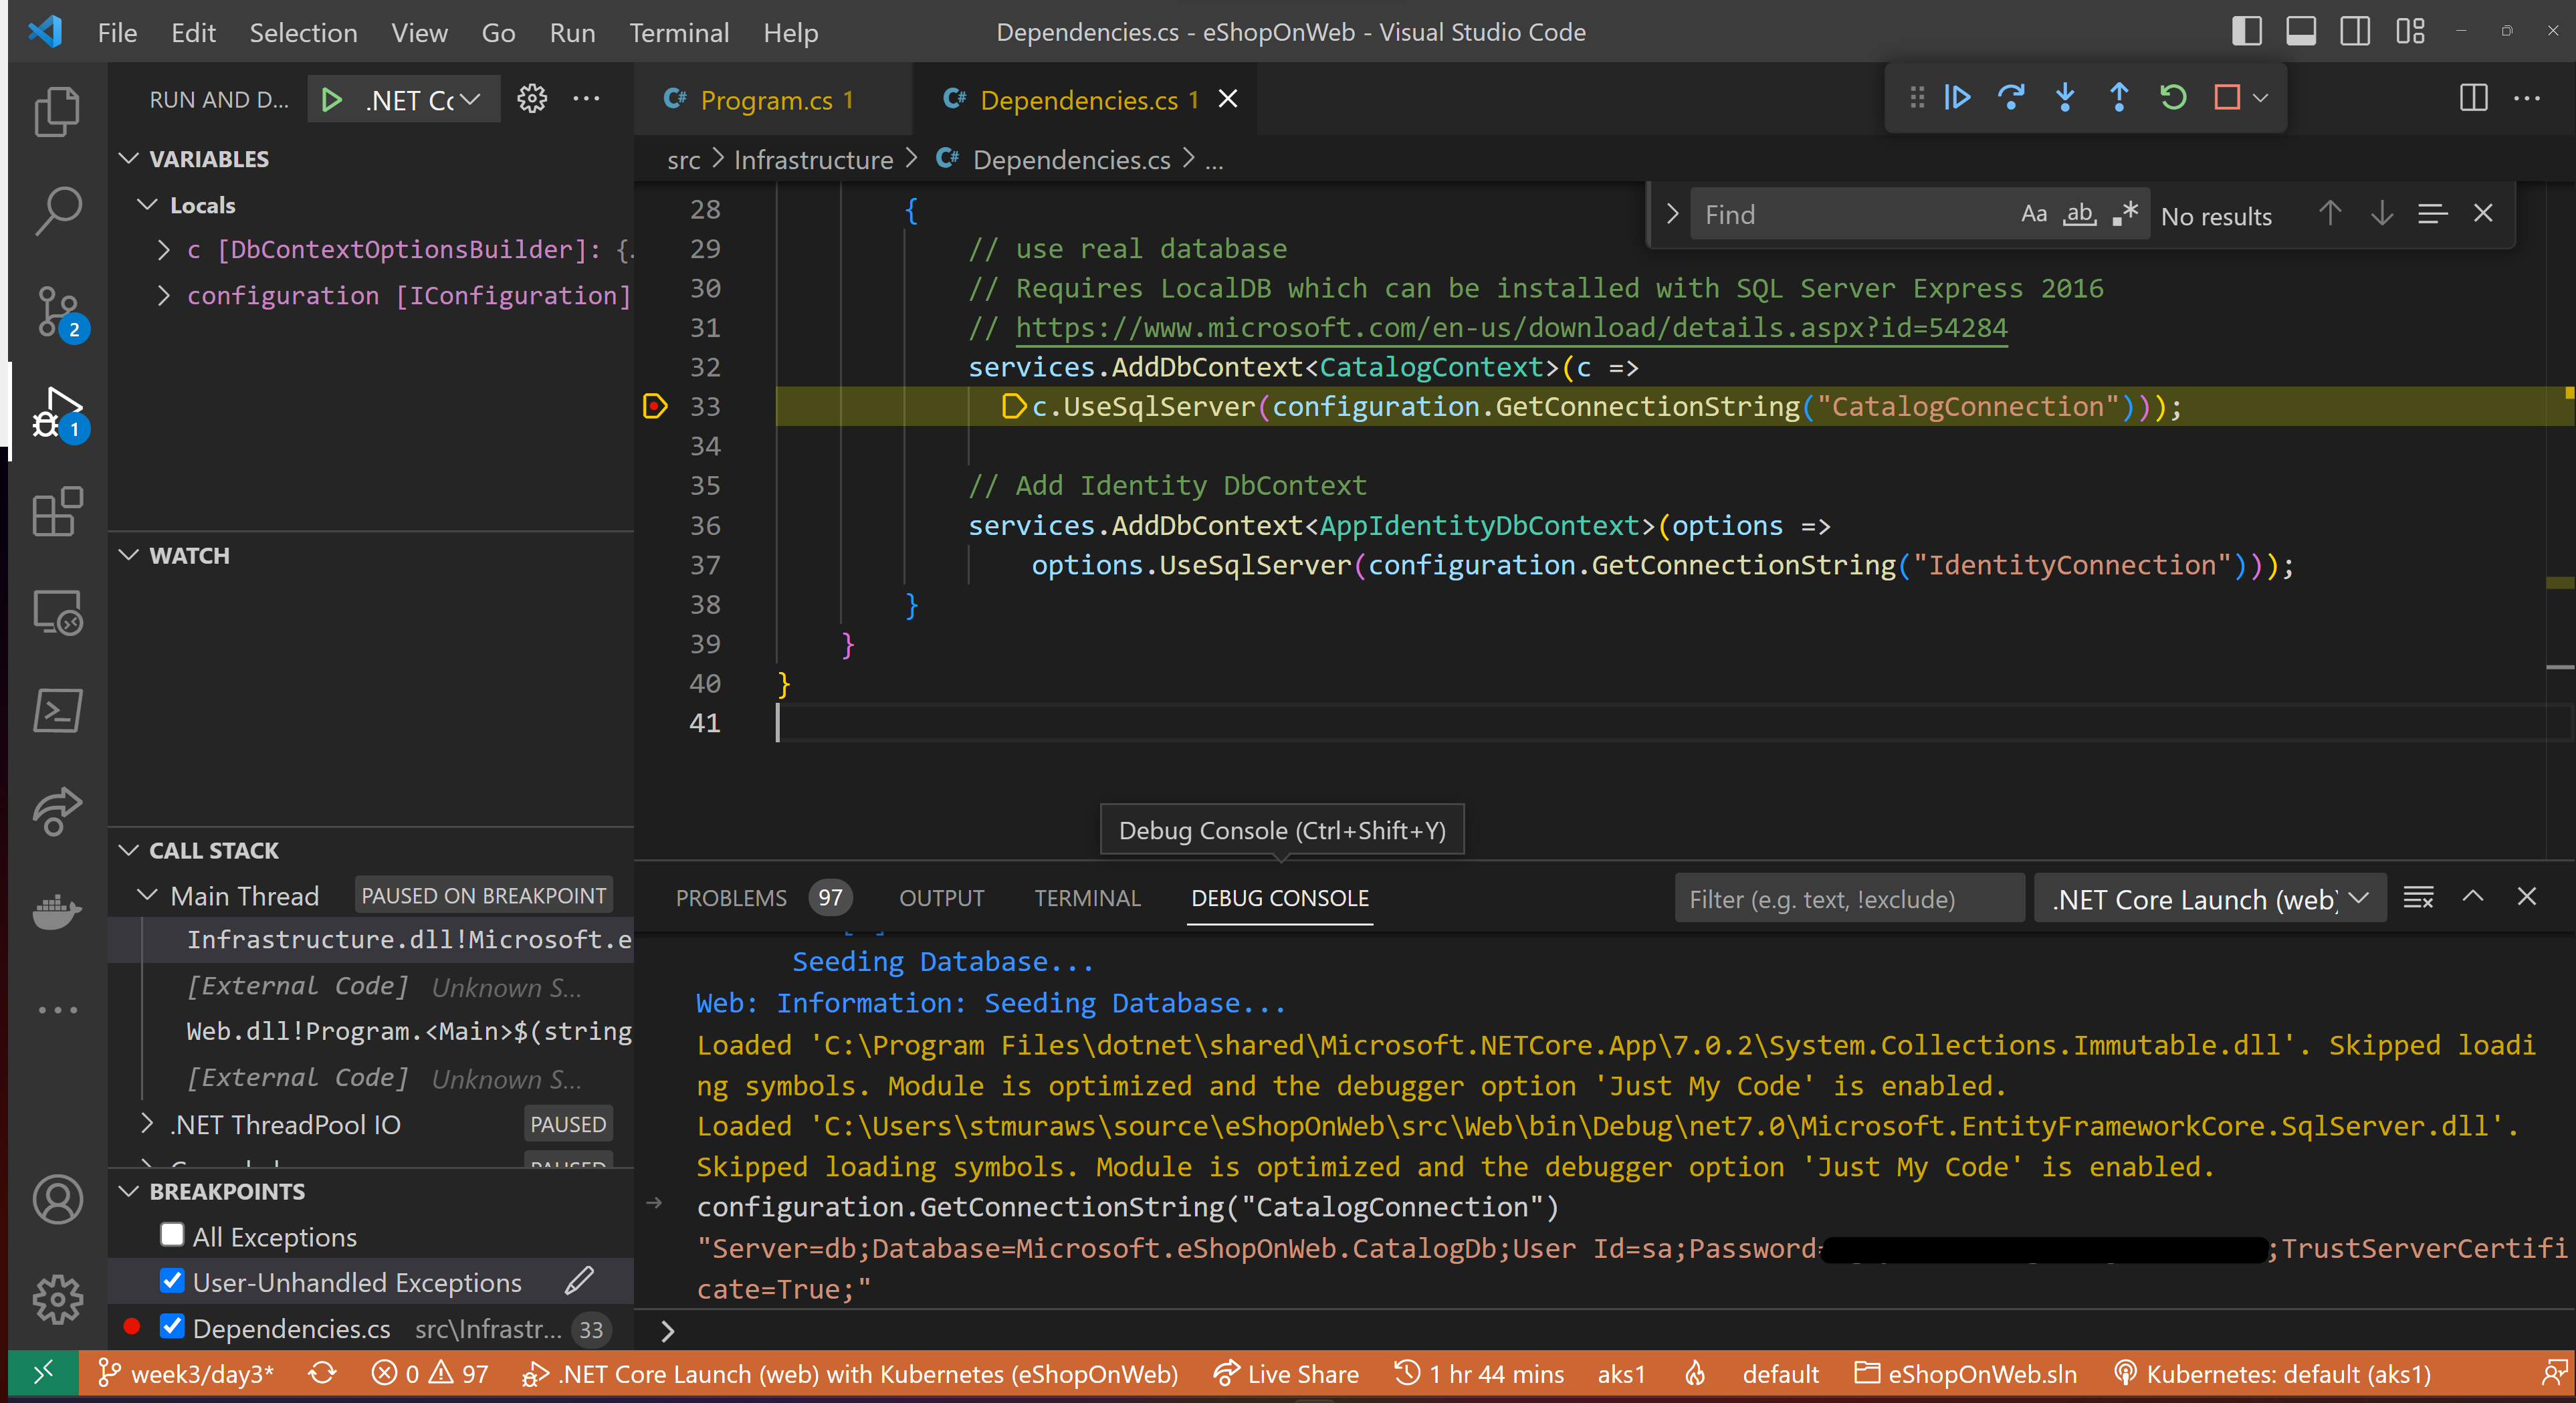 File Edit Selection View Go Run Terminal Help
Dependencies.cs - eShopOnWeb - Visual Studio Code
RUN AND D...
.NET Cc
Program.cs 1
Dependencies.cs 1
src > Infrastructure > Dependencies.cs > ...
Find
Aa ab .* No results
VARIABLES
Locals
c [DbContextOptionsBuilder]: {.
configuration [IConfiguration]
2
1
WATCH
CALL STACK
Main Thread PAUSED ON BREAKPOINT
Infrastructure.dll!Microsoft.e
[External Code] Unknown S...
Web.dll!Program.<Main>$(string
[External Code] Unknown S...
.NET ThreadPool IO PAUSED
PAUSED
BREAKPOINTS
All Exceptions
User-Unhandled Exceptions
Dependencies.cs src\Infrastr... 33
28 {
29 // use real database
30 // Requires LocalDB which can be installed with SQL Server Express 2016
31 // https://www.microsoft.com/en-us/download/details.aspx?id=54284
32 services.AddDbContext<CatalogContext>(c =>
33 c.UseSqlServer(configuration.GetConnectionString("CatalogConnection")));
34
35 // Add Identity DbContext
36 services.AddDbContext<AppIdentityDbContext>(options =>
37 options.UseSqlServer(configuration.GetConnectionString("IdentityConnection")));
38 }
39 }
40 }
41
Debug Console (Ctrl+Shift+Y)
PROBLEMS 97 OUTPUT TERMINAL DEBUG CONSOLE
Filter (e.g. text, !exclude)
.NET Core Launch (web)
Seeding Database...
Web: Information: Seeding Database...
Loaded 'C:\Program Files\dotnet\shared\Microsoft.NETCore.App\7.0.2\System.Collections.Immutable.dll'. Skipped loadi
ng symbols. Module is optimized and the debugger option 'Just My Code' is enabled.
Loaded 'C:\Users\stmuraws\source\eShopOnWeb\src\Web\bin\Debug\net7.0\Microsoft.EntityFrameworkCore.SqlServer.dll'.
Skipped loading symbols. Module is optimized and the debugger option 'Just My Code' is enabled.
configuration.GetConnectionString("CatalogConnection")
"Server=db;Database=Microsoft.eShopOnWeb.CatalogDb;User Id=sa;Password= ;TrustServerCertifi
cate=True;"
>
week3/day3* 0 97 .NET Core Launch (web) with Kubernetes (eShopOnWeb) Live Share 1 hr 44 mins aks1 default eShopOnWeb.sln Kubernetes: default (aks1)